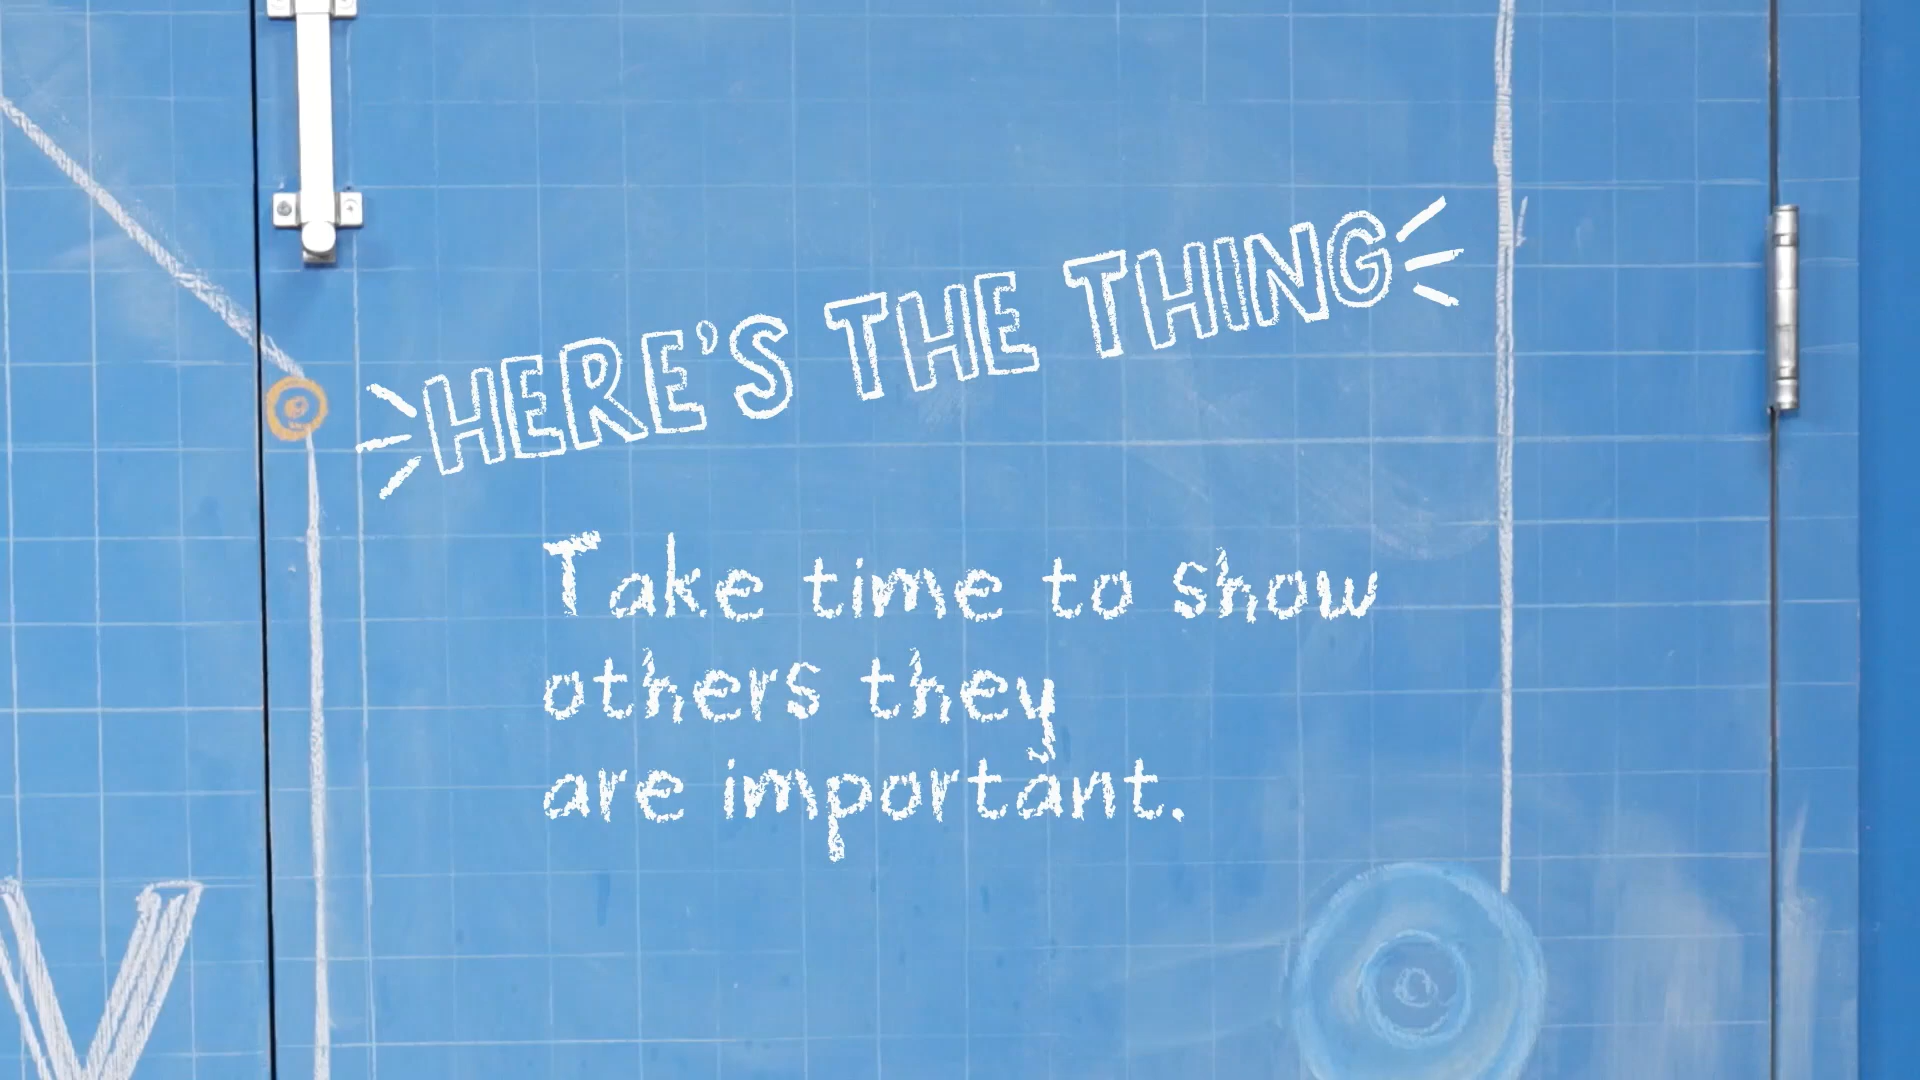 HERE'S THE THING
Take time to show
others they
are important.